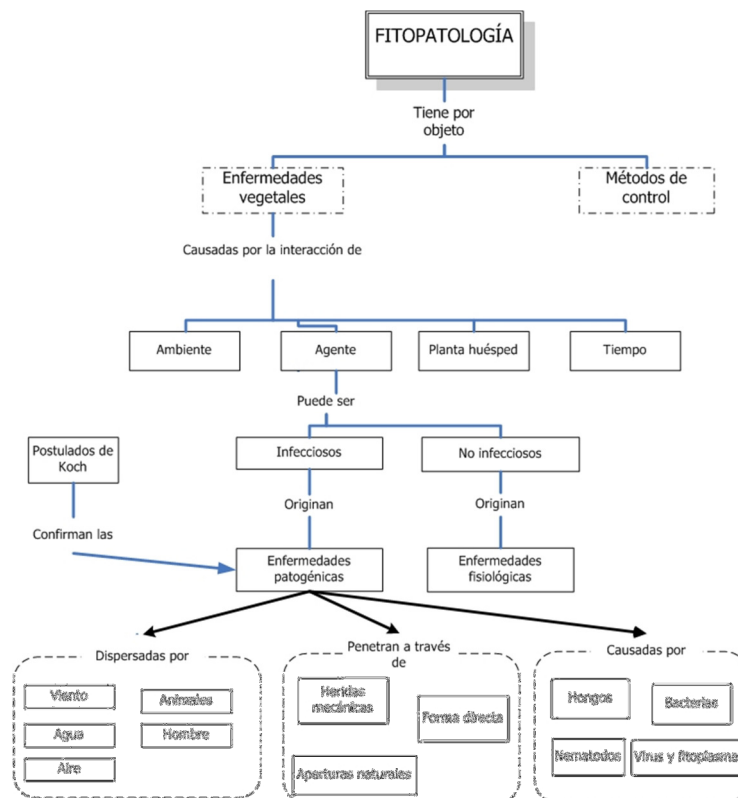 FITOPATOLOGÍA
Tiene por
objeto
Enfermedades
vegetales
Métodos de
control
Causadas por la interacción de
Ambiente
Agente
Planta huésped
Tiempo
Puede ser
Postulados de
Koch
Infecciosos
No infecciosos
Originan
Originan
Confirman las
Enfermedades
patogénicas
Enfermedades
fisiológicas
Dispersadas por
Penetran a través
de
Causadas por
Viento
Animales
Agua
Hombre
Aire
Heridas
mecánicas
Forma directa
Aperturas naturales
Hongos
Bacterias
Nematodos
Virus y fitoplasma